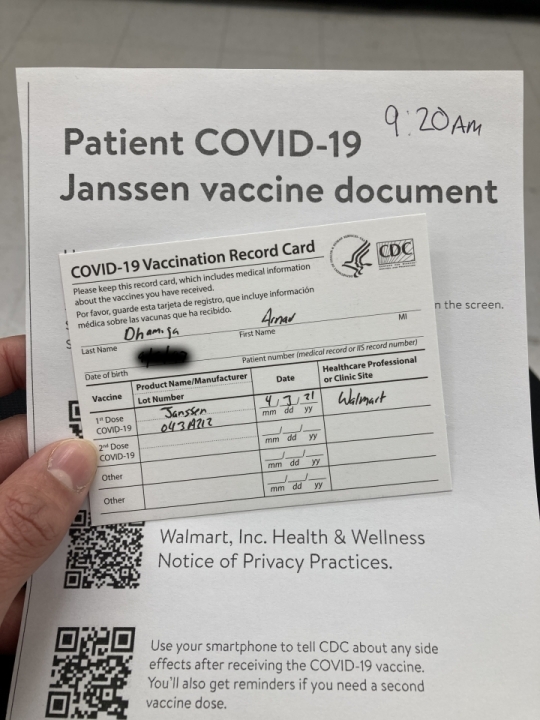 9:20 AM
Patient COVID-19
Janssen vaccine document
COVID-19 Vaccination Record Card
CDC
Please keep this record card, which includes medical information
about the vaccines you have received.
Por favor, guarde esta tarjeta de registro, que incluye información
médica sobre las vacunas que ha recibido.
n the screen.
Arnav
Last Name First Name MI
Date of birth Patient number (medical record or IIS record number)
Vaccine Product Name/Manufacturer Date Healthcare Professional
Lot Number or Clinic Site
1st Dose Janssen 4/3/21 Walmart
COVID-19 043A212 mm dd yy
2nd Dose
COVID-19 mm dd yy
Other mm dd yy
Other mm dd yy
Walmart, Inc. Health & Wellness
Notice of Privacy Practices.
Use your smartphone to tell CDC about any side
effects after receiving the COVID-19 vaccine.
You'll also get reminders if you need a second
vaccine dose.